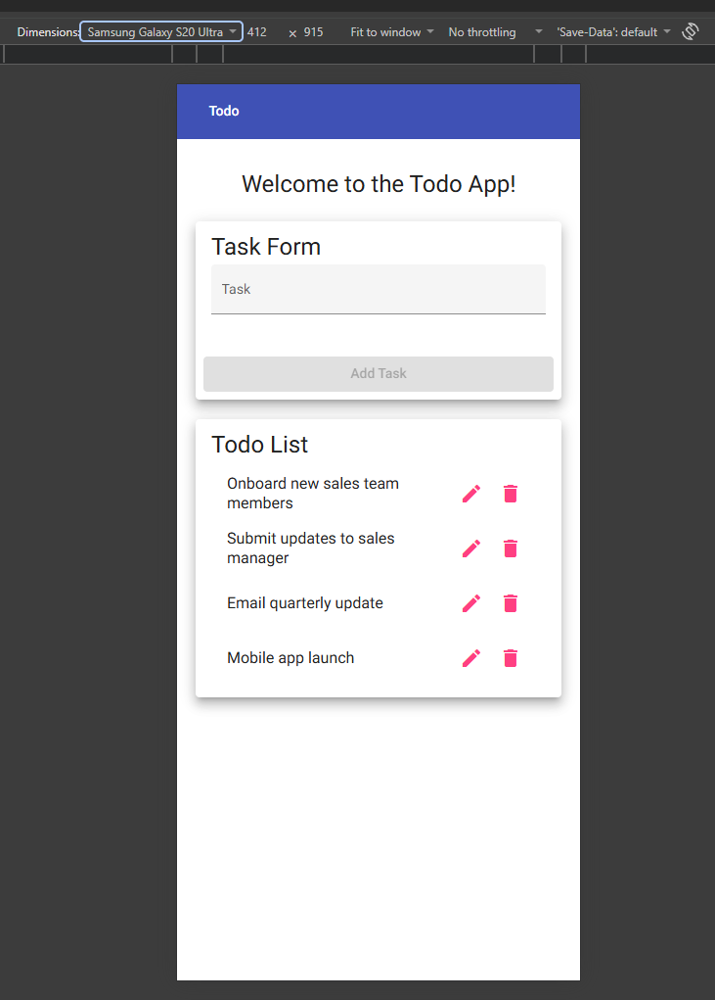 Dimensions: Samsung Galaxy S20 Ultra 412 × 915 Fit to window No throttling 'Save-Data': default
Todo
Welcome to the Todo App!
Task Form
Task
Add Task
Todo List
Onboard new sales team
members
Submit updates to sales
manager
Email quarterly update
Mobile app launch